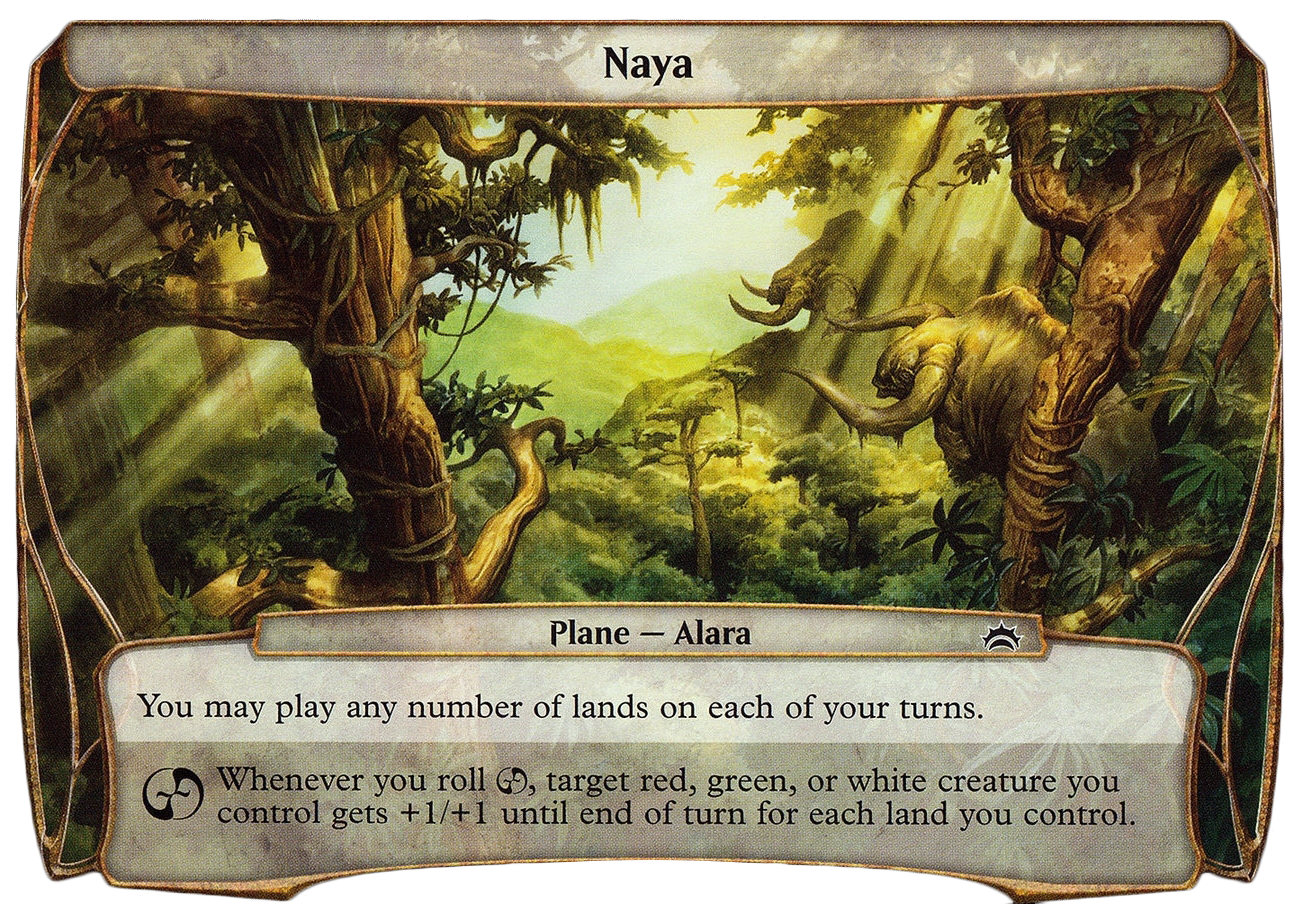 Naya
Plane — Alara
You may play any number of lands on each of your turns.
Whenever you roll , target red, green, or white creature you
control gets +1/+1 until end of turn for each land you control.